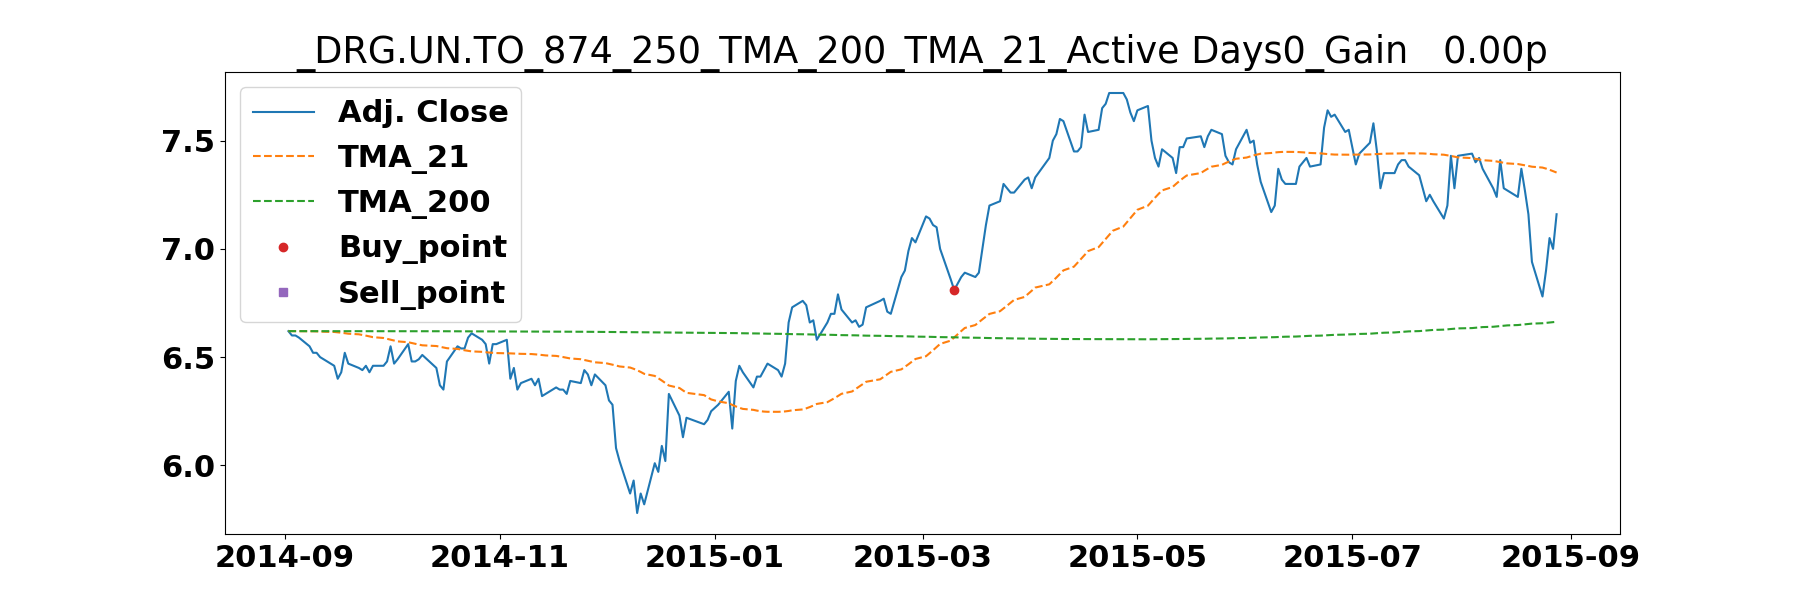 _DRG.UN.TO_874_250_TMA_200_TMA_21_Active Days0_Gain   0.00p
Adj. Close
TMA_21
TMA_200
Buy_point
Sell_point
7.5
7.0
6.5
6.0
2014-09 2014-11 2015-01 2015-03 2015-05 2015-07 2015-09